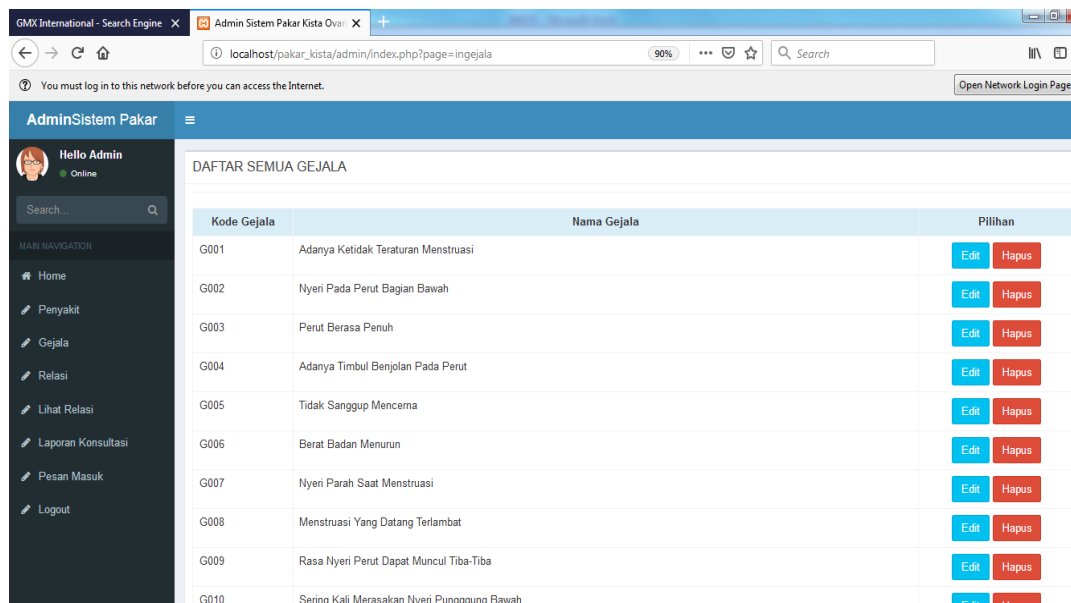 GMX International - Search Engine
Admin Sistem Pakar Kista Ovari
localhost/pakar_kista/admin/index.php?page=ingejala
90%
Search
You must log in to this network before you can access the Internet.
Open Network Login Page
AdminSistem Pakar
Hello Admin
Online
DAFTAR SEMUA GEJALA
Search...
MAIN NAVIGATION
Home
Penyakit
Gejala
Relasi
Lihat Relasi
Laporan Konsultasi
Pesan Masuk
Logout
Kode Gejala Nama Gejala Pilihan
G001 Adanya Ketidak Teraturan Menstruasi Edit Hapus
G002 Nyeri Pada Perut Bagian Bawah Edit Hapus
G003 Perut Berasa Penuh Edit Hapus
G004 Adanya Timbul Benjolan Pada Perut Edit Hapus
G005 Tidak Sanggup Mencerna Edit Hapus
G006 Berat Badan Menurun Edit Hapus
G007 Nyeri Parah Saat Menstruasi Edit Hapus
G008 Menstruasi Yang Datang Terlambat Edit Hapus
G009 Rasa Nyeri Perut Dapat Muncul Tiba-Tiba Edit Hapus
G010 Sering Kali Merasakan Nyeri Punggoung Bawah